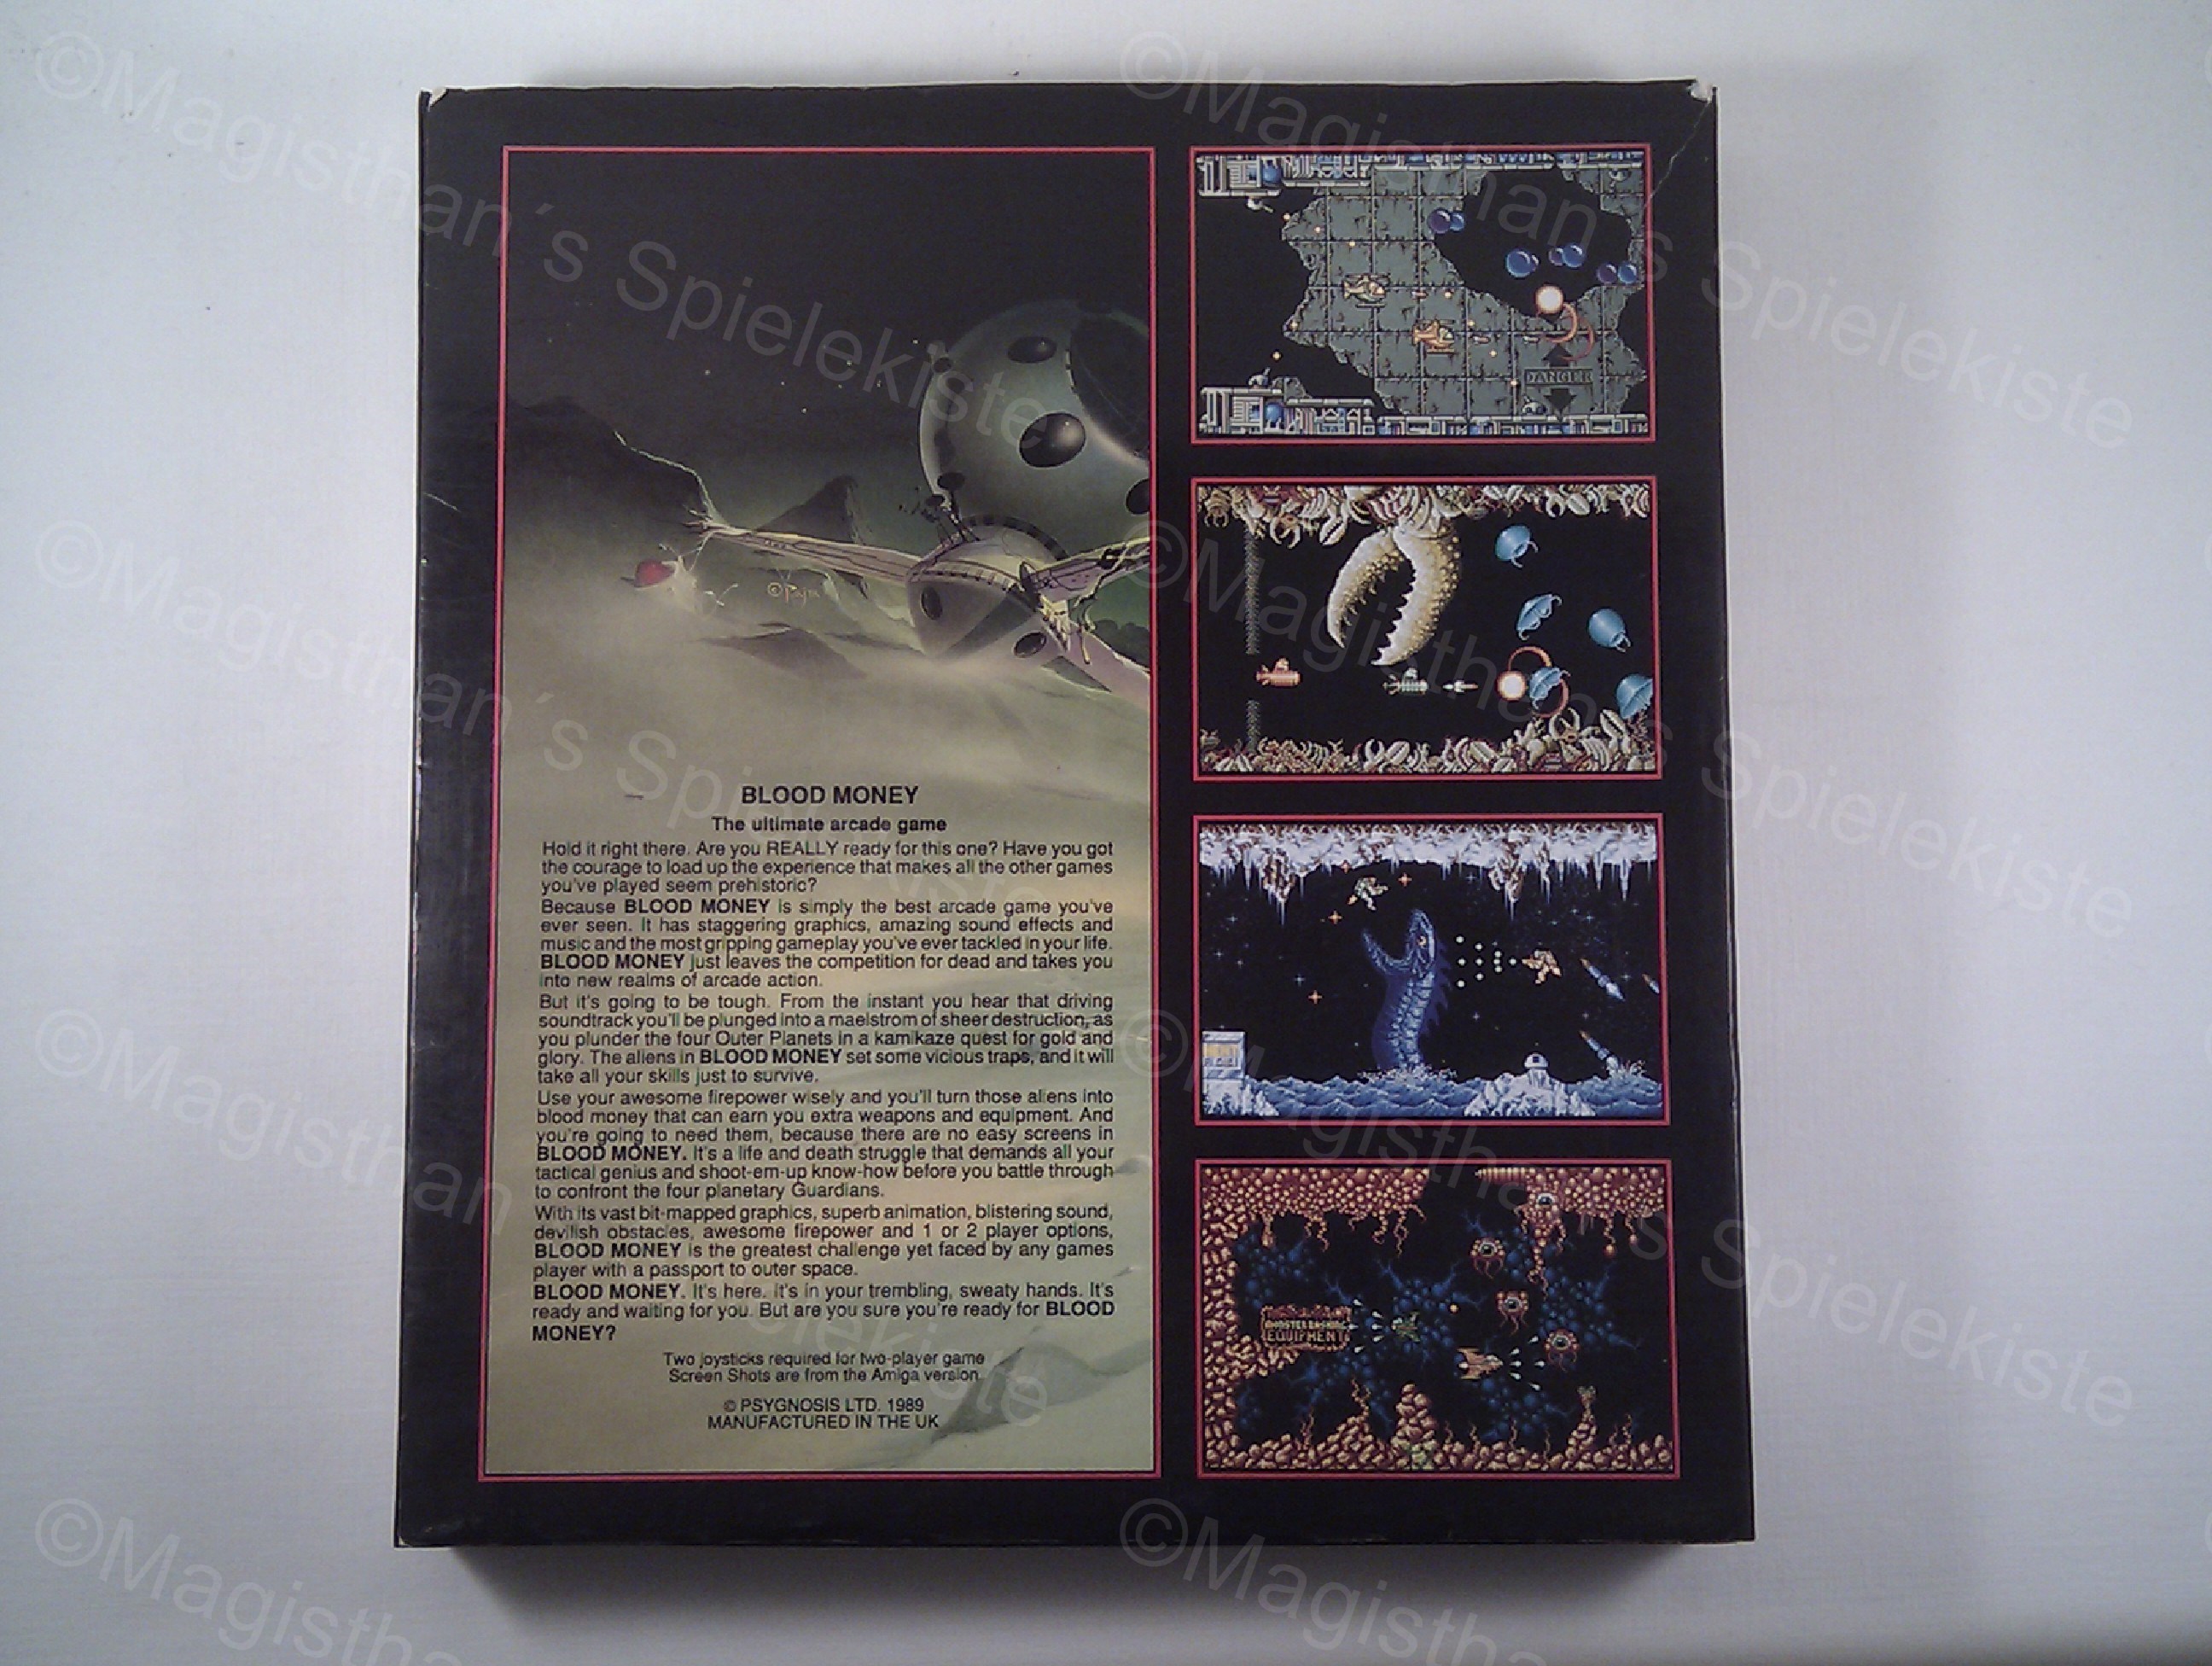 BLOOD MONEY
The ultimate arcade game
Hold it right there. Are you REALLY ready for this one? Have you got
the courage to load up the experience that makes all the other games
you've played seem prehistoric?
Because BLOOD MONEY is simply the best arcade game you've
ever seen. It has staggering graphics, amazing sound effects and
music and the most gripping gameplay you've ever tackled in your life.
BLOOD MONEY just leaves the competition for dead and takes you
into new realms of arcade action.
But it's going to be tough. From the instant you hear that driving
soundtrack you'll be plunged into a maelstrom of sheer destruction, as
you plunder the four Outer Planets in a kamikaze quest for gold and
glory. The aliens in BLOOD MONEY set some vicious traps, and it will
take all your skills just to survive.
Use your awesome firepower wisely and you'll turn those aliens into
blood money that can earn you extra weapons and equipment. And
you're going to need them, because there are no easy screens in
BLOOD MONEY. It's a life and death struggle that demands all your
tactical genius and shoot-em-up know-how before you battle through
to confront the four planetary Guardians.
With its vast bit-mapped graphics, superb animation, blistering sound,
devilish obstacles, awesome firepower and 1 or 2 player options,
BLOOD MONEY is the greatest challenge yet faced by any games
player with a passport to outer space.
BLOOD MONEY. It's here. it's in your trembling, sweaty hands. It's
ready and waiting for you. But are you sure you're ready for BLOOD
MONEY?
Two joysticks required for two-player game
Screen Shots are from the Amiga version.
© PSYGNOSIS LTD. 1989
MANUFACTURED IN THE UK
DANGER
MONSTER BASHING
EQUIPMENT
©Magisthan´s Spielekiste
©Magisthan´s Spielekiste
©Magisthan´s Spielekiste
©Magisthan´s Spielekiste
©Magisthan Spielekiste
©Magisthan´s Spielekiste
©Magistha
©Magistha